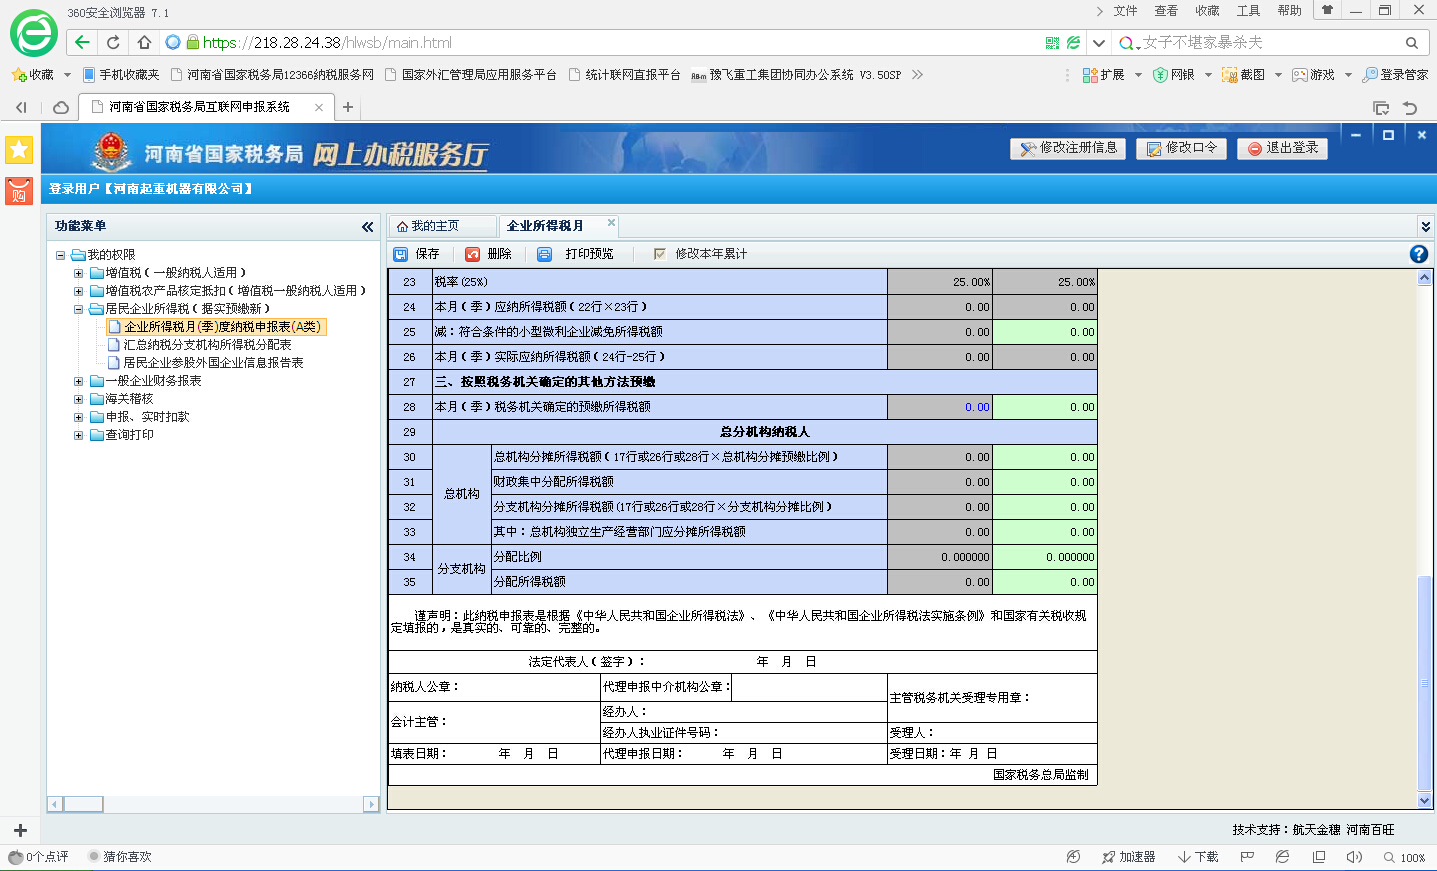 360安全浏览器 7.1
文件 查看 收藏 工具 帮助
https://218.28.24.38/hlwsb/main.html
女子不堪家暴杀夫
收藏 手机收藏夹 河南省国家税务局12366纳税服务网 国家外汇管理局应用服务平台 统计联网直报平台 豫飞重工集团协同办公系统 V3.50SP
扩展 网银 截图 游戏 登录管家
河南省国家税务局互联网申报系统
购
河南省国家税务局 网上办税服务厅
修改注册信息 修改口令 退出登录
登录用户【河南起重机器有限公司】
功能菜单
我的权限
增值税(一般纳税人适用)
增值税农产品核定抵扣(增值税一般纳税人适用)
居民企业所得税(据实预缴新)
企业所得税月(季)度纳税申报表(A类)
汇总纳税分支机构所得税分配表
居民企业参股外国企业信息报告表
一般企业财务报表
海关稽核
申报、实时扣款
查询打印
我的主页 企业所得税月
保存 删除 打印预览 修改本年累计
23 税率(25%) 25.00% 25.00%
24 本月(季)应纳所得税额(22行×23行) 0.00 0.00
25 减:符合条件的小型微利企业减免所得税额 0.00 0.00
26 本月(季)实际应纳所得税额(24行-25行) 0.00 0.00
27 三、按照税务机关确定的其他方法预缴
28 本月(季)税务机关确定的预缴所得税额 0.00 0.00
29 总分机构纳税人
总机构
30 总机构分摊所得税额(17行或26行或28行×总机构分摊预缴比例) 0.00 0.00
31 财政集中分配所得税额 0.00 0.00
32 分支机构分摊所得税额(17行或26行或28行×分支机构分摊比例) 0.00 0.00
33 其中:总机构独立生产经营部门应分摊所得税额 0.00 0.00
分支机构
34 分配比例 0.000000 0.000000
35 分配所得税额 0.00 0.00
谨声明:此纳税申报表是根据《中华人民共和国企业所得税法》、《中华人民共和国企业所得税法实施条例》和国家有关税收规
定填报的,是真实的、可靠的、完整的。
法定代表人(签字): 年 月 日
纳税人公章: 代理申报中介机构公章: 主管税务机关受理专用章:
会计主管: 经办人:
经办人执业证件号码: 受理人:
填表日期: 年 月 日 代理申报日期: 年 月 日 受理日期:年 月 日
国家税务总局监制
技术支持:航天金穗 河南百旺
0个点评 猜你喜欢 加速器 下载 100%